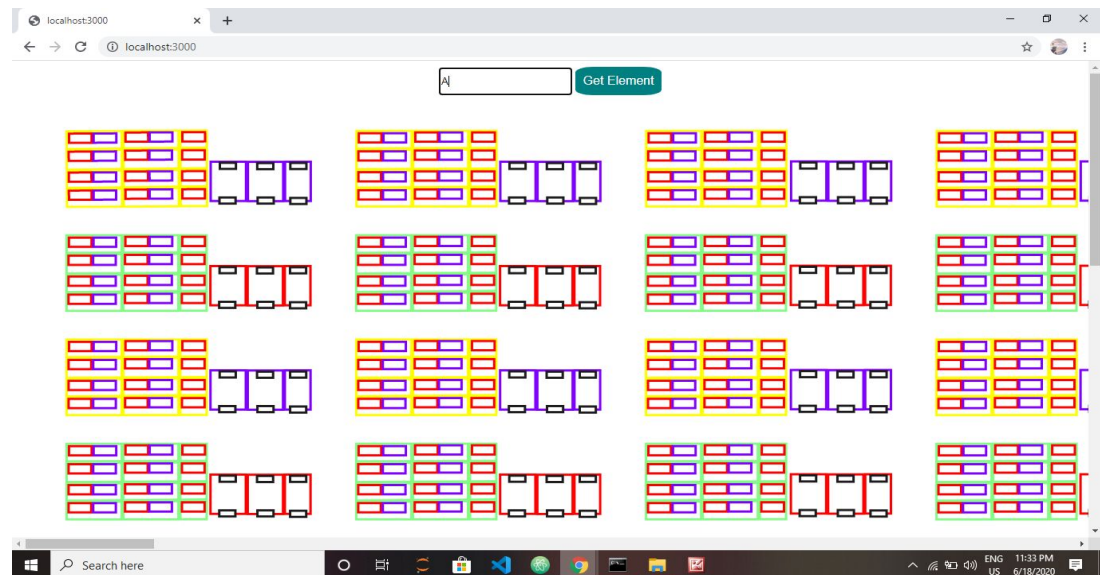 localhost:3000
localhost:3000
A
Get Element
Search here
ENG 11:33 PM
US 6/18/2020